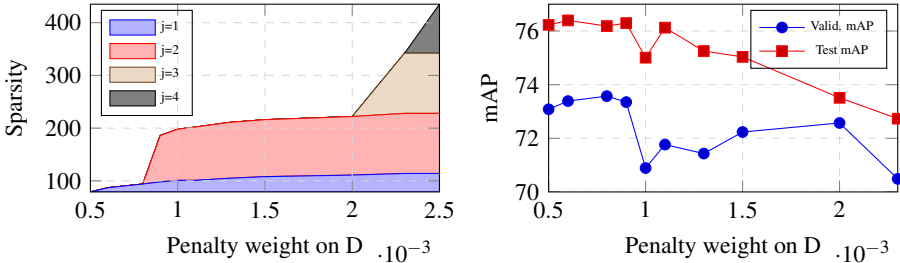 400
300
200
100
Sparsity
j=1
j=2
j=3
j=4
0.5 1 1.5 2 2.5
Penalty weight on D
·10⁻³
76
74
72
70
mAP
Valid. mAP
Test mAP
0.5 1 1.5 2
Penalty weight on D
·10⁻³